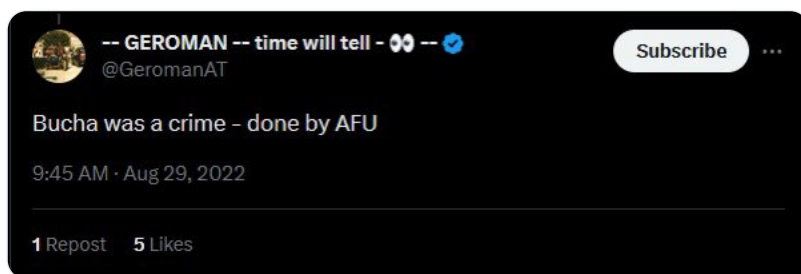 -- GEROMAN -- time will tell - 👀 --
@GeromanAT
Subscribe
Bucha was a crime - done by AFU
9:45 AM · Aug 29, 2022
1 Repost 5 Likes